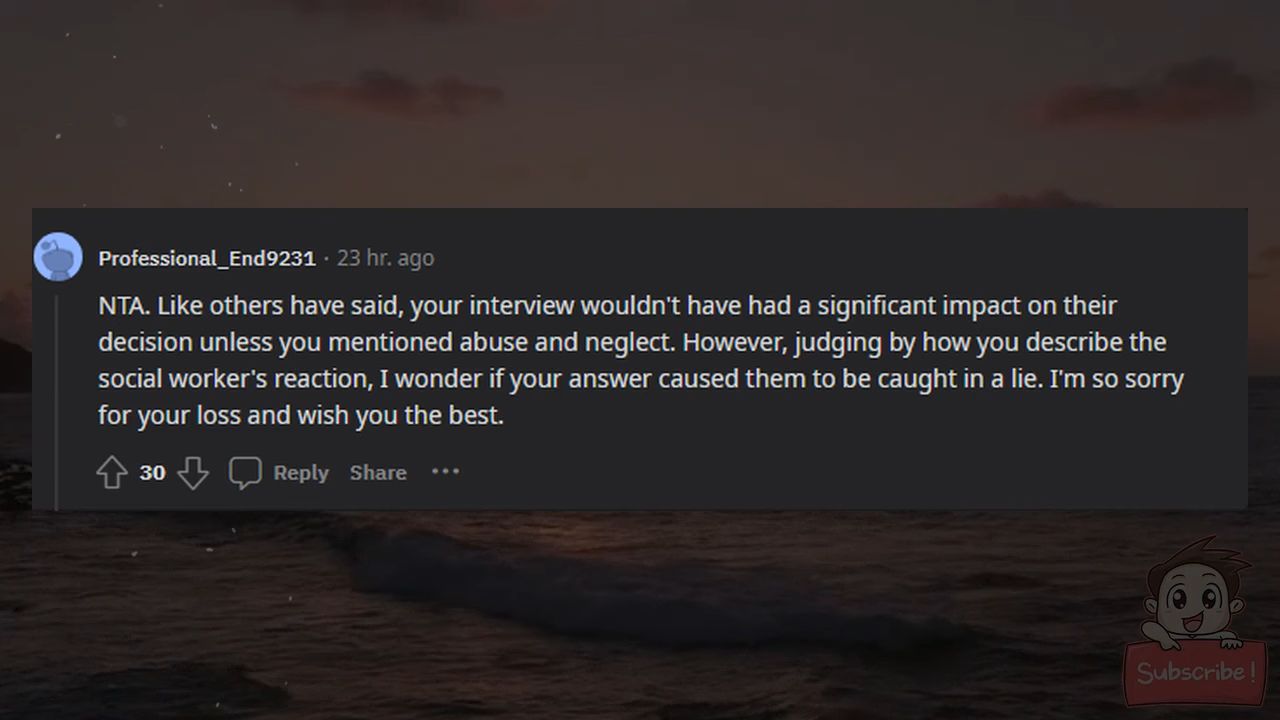 Professional_End9231 · 23 hr. ago
NTA. Like others have said, your interview wouldn't have had a significant impact on their
decision unless you mentioned abuse and neglect. However, judging by how you describe the
social worker's reaction, I wonder if your answer caused them to be caught in a lie. I'm so sorry
for your loss and wish you the best.
30 Reply Share ···
Subscribe!